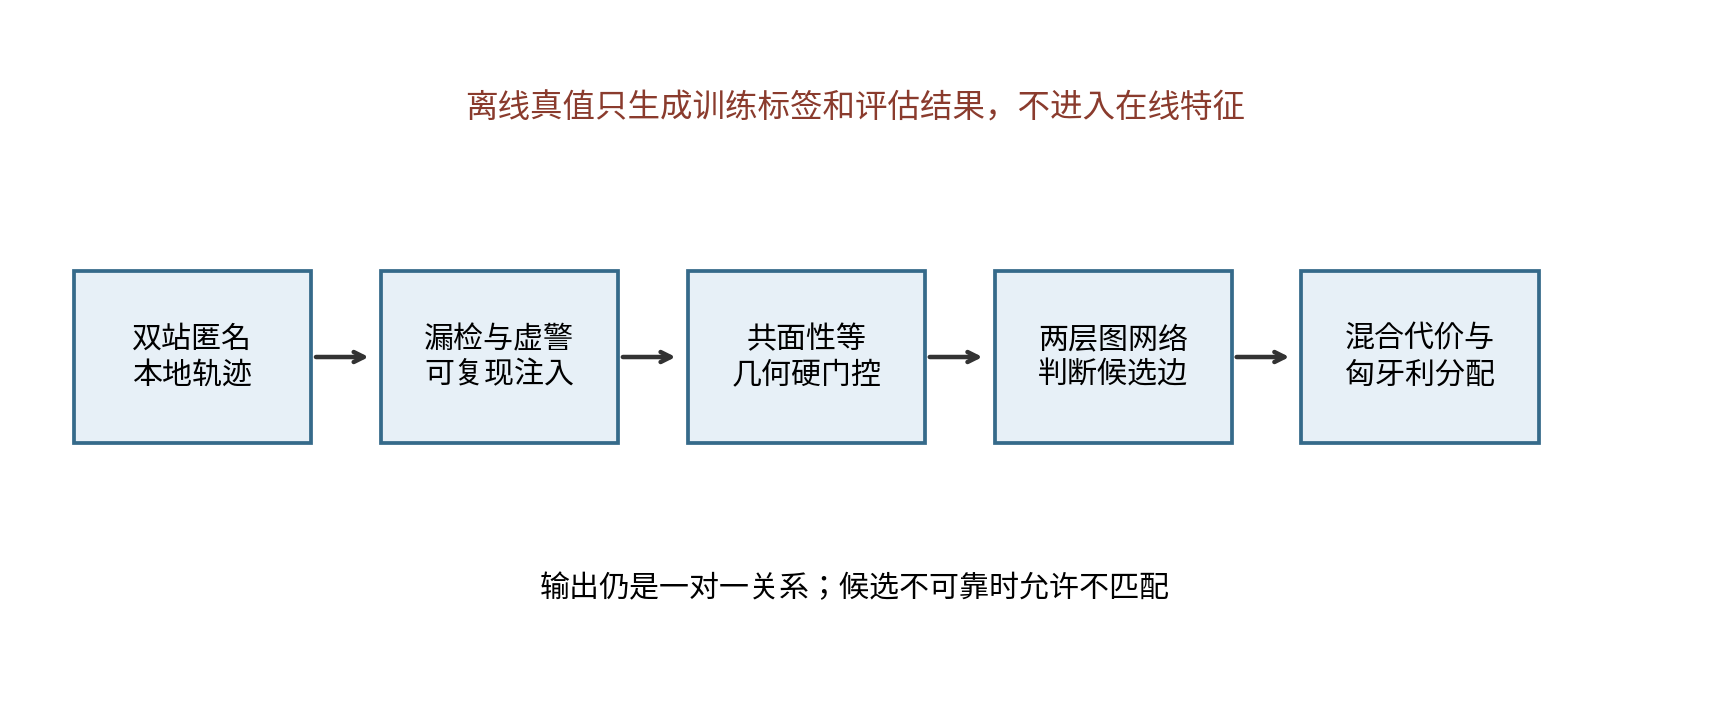 离线真值只生成训练标签和评估结果，不进入在线特征
双站匿名
本地轨迹
漏检与虚警
可复现注入
共面性等
几何硬门控
两层图网络
判断候选边
混合代价与
匈牙利分配
输出仍是一对一关系；候选不可靠时允许不匹配